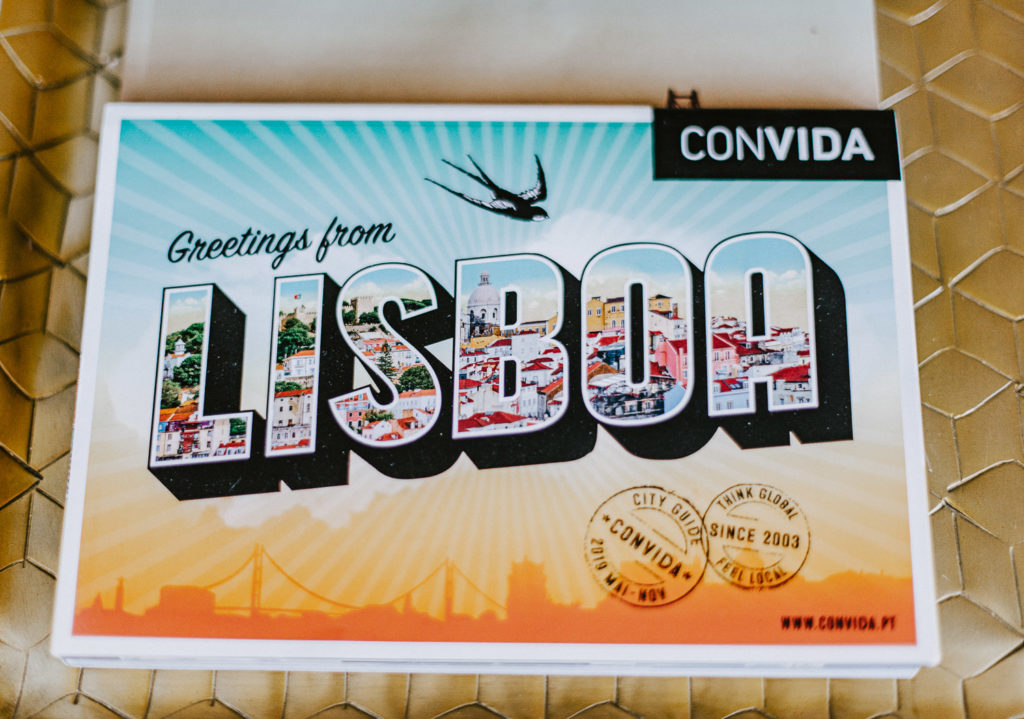 CONVIDA
Greetings from
LISBOA
CITY GUIDE
*CONVIDA*
2019 MAI-NOV
THINK GLOBAL
SINCE 2003
FEEL LOCAL
WWW.CONVIDA.PT